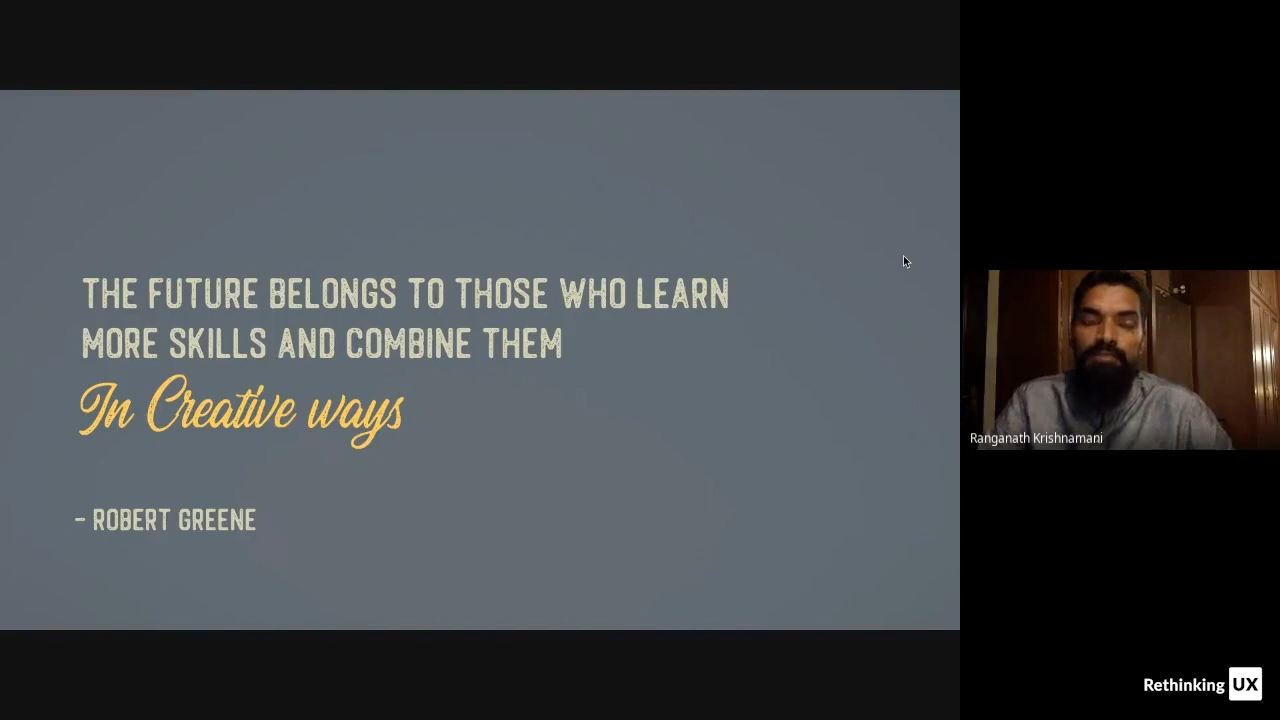 THE FUTURE BELONGS TO THOSE WHO LEARN
MORE SKILLS AND COMBINE THEM
In Creative ways
- ROBERT GREENE
Ranganath Krishnamani
Rethinking UX